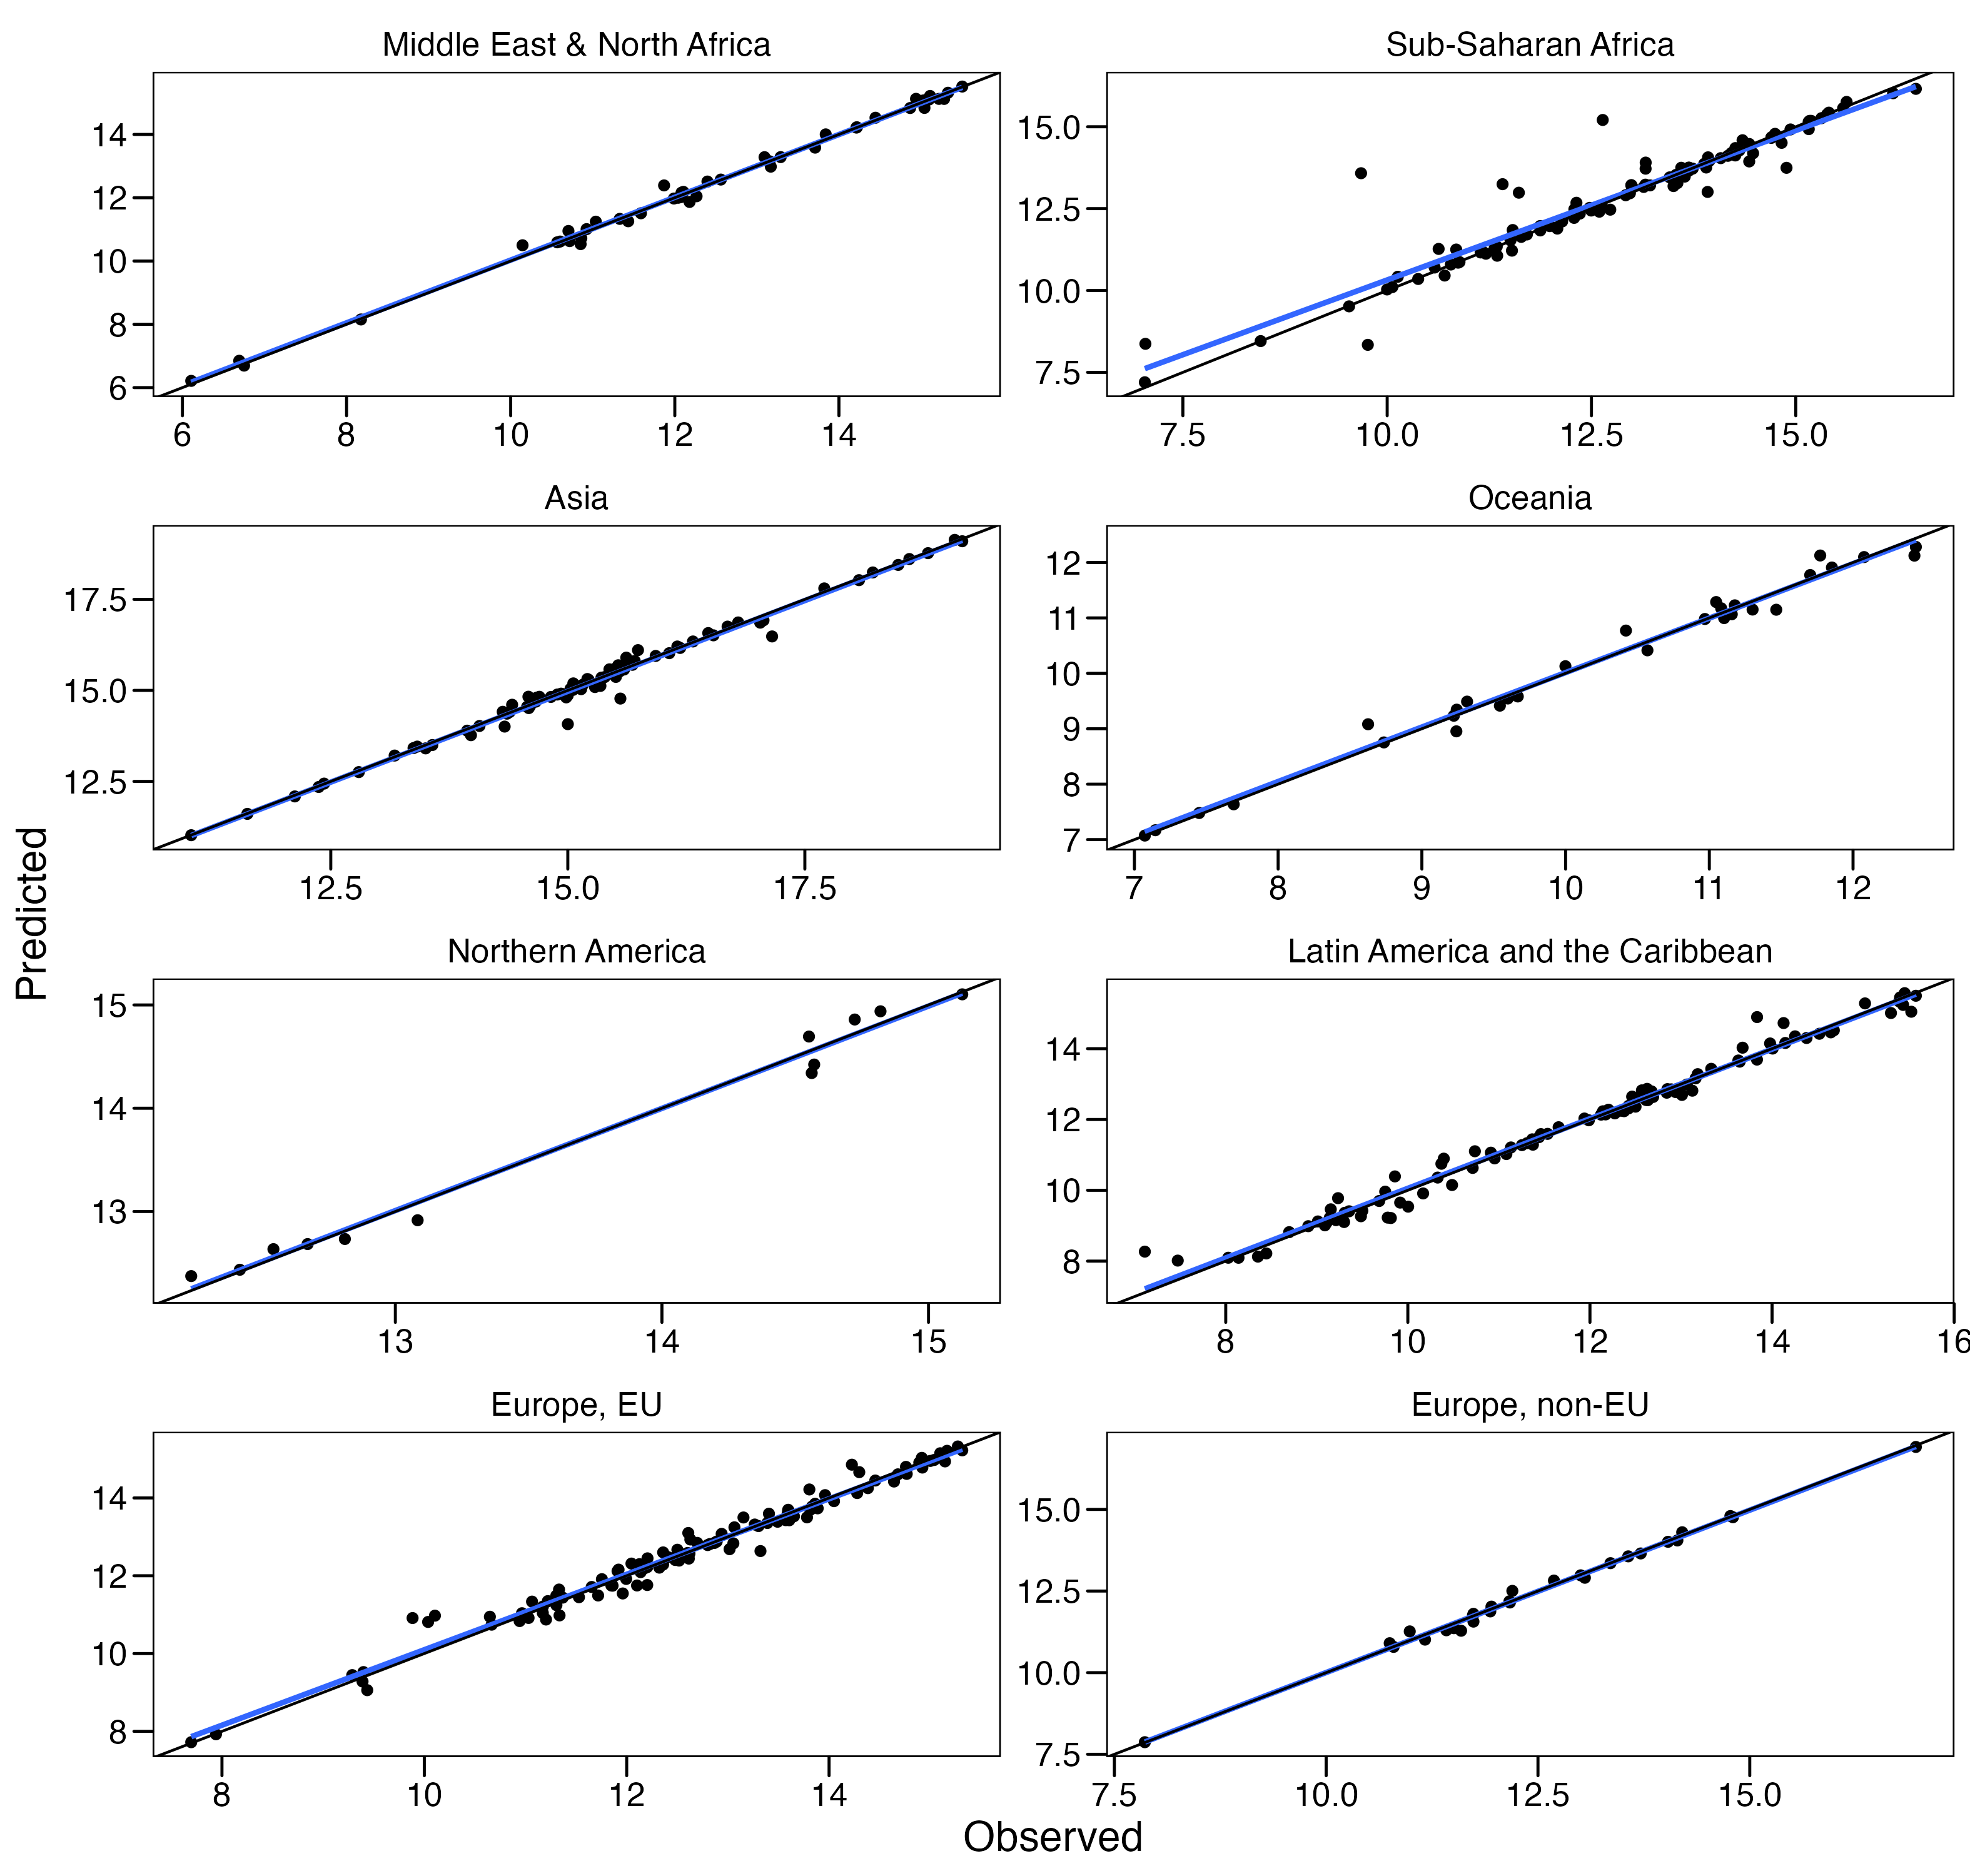 Middle East & North Africa
Sub-Saharan Africa
14
12
10
8
6
6 8 10 12 14
15.0
12.5
10.0
7.5
7.5 10.0 12.5 15.0
Asia
Oceania
17.5
15.0
12.5
12.5 15.0 17.5
12
11
10
9
8
7
7 8 9 10 11 12
Predicted
Northern America
Latin America and the Caribbean
15
14
13
13 14 15
14
12
10
8
8 10 12 14 16
Europe, EU
Europe, non-EU
14
12
10
8
8 10 12 14
15.0
12.5
10.0
7.5
7.5 10.0 12.5 15.0
Observed